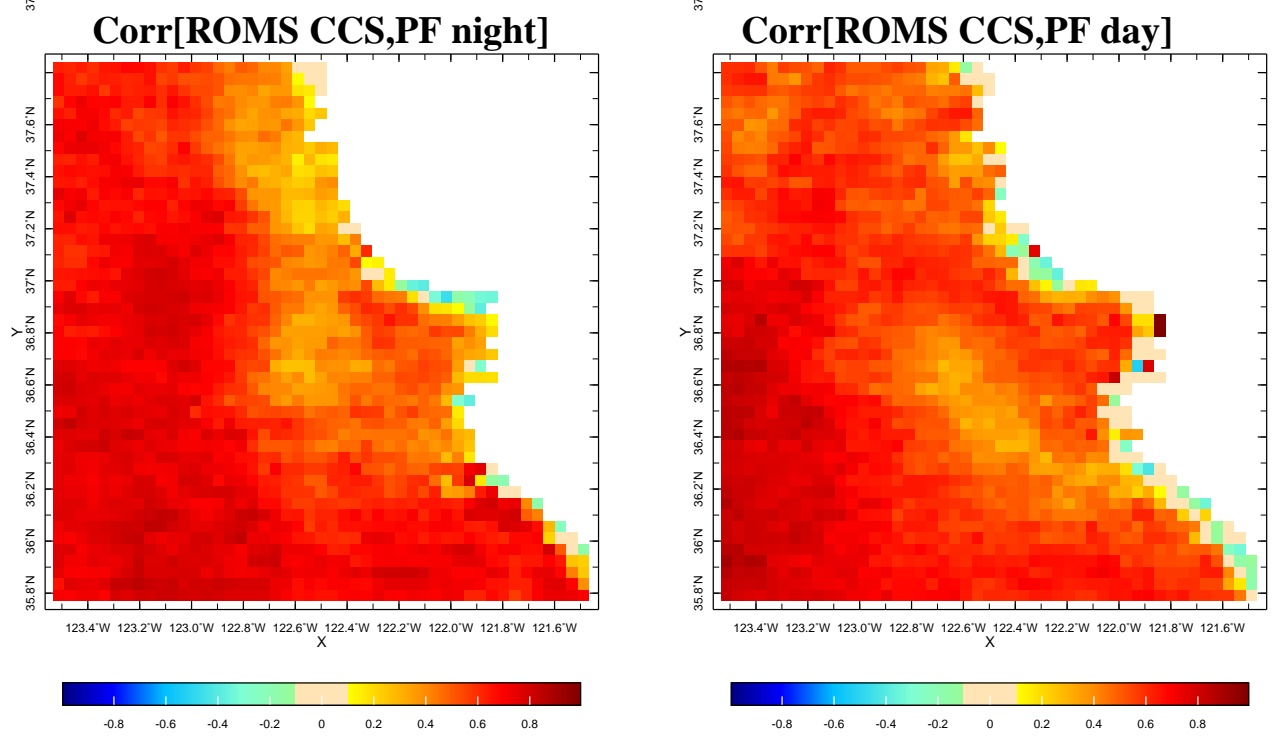 37
37
Corr[ROMS CCS,PF night]
Corr[ROMS CCS,PF day]
37.6°N
37.4°N
37.2°N
37°N
36.8°N
36.6°N
36.4°N
36.2°N
36°N
35.8°N
Y
123.4°W 123.2°W 123.0°W 122.8°W 122.6°W 122.4°W 122.2°W 122.0°W 121.8°W 121.6°W
X
-0.8 -0.6 -0.4 -0.2 0 0.2 0.4 0.6 0.8
37.6°N
37.4°N
37.2°N
37°N
36.8°N
36.6°N
36.4°N
36.2°N
36°N
35.8°N
Y
123.4°W 123.2°W 123.0°W 122.8°W 122.6°W 122.4°W 122.2°W 122.0°W 121.8°W 121.6°W
X
-0.8 -0.6 -0.4 -0.2 0 0.2 0.4 0.6 0.8